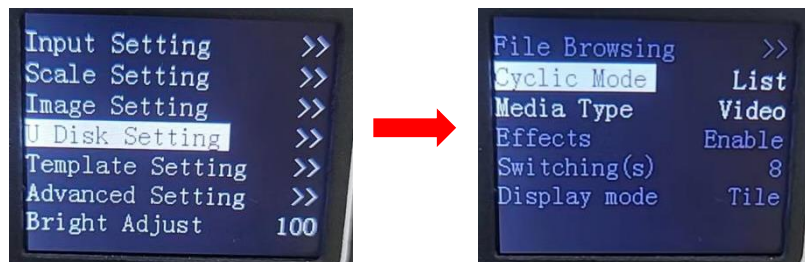 Input Setting >>
Scale Setting >>
Image Setting >>
U Disk Setting >>
Template Setting >>
Advanced Setting >>
Bright Adjust 100
File Browsing >>
Cyclic Mode List
Media Type Video
Effects Enable
Switching(s) 8
Display mode Tile